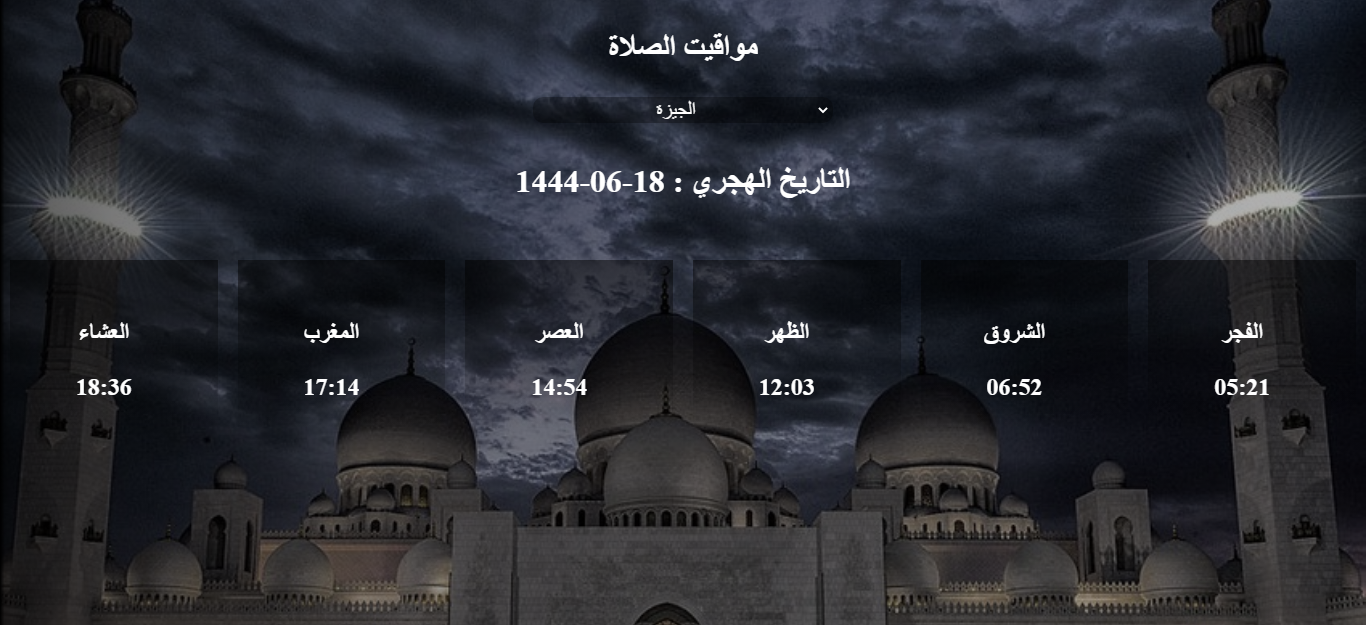 مواقيت الصلاة
الجيزة
التاريخ الهجري : 18-06-1444
الفجر
05:21
الشروق
06:52
الظهر
12:03
العصر
14:54
المغرب
17:14
العشاء
18:36